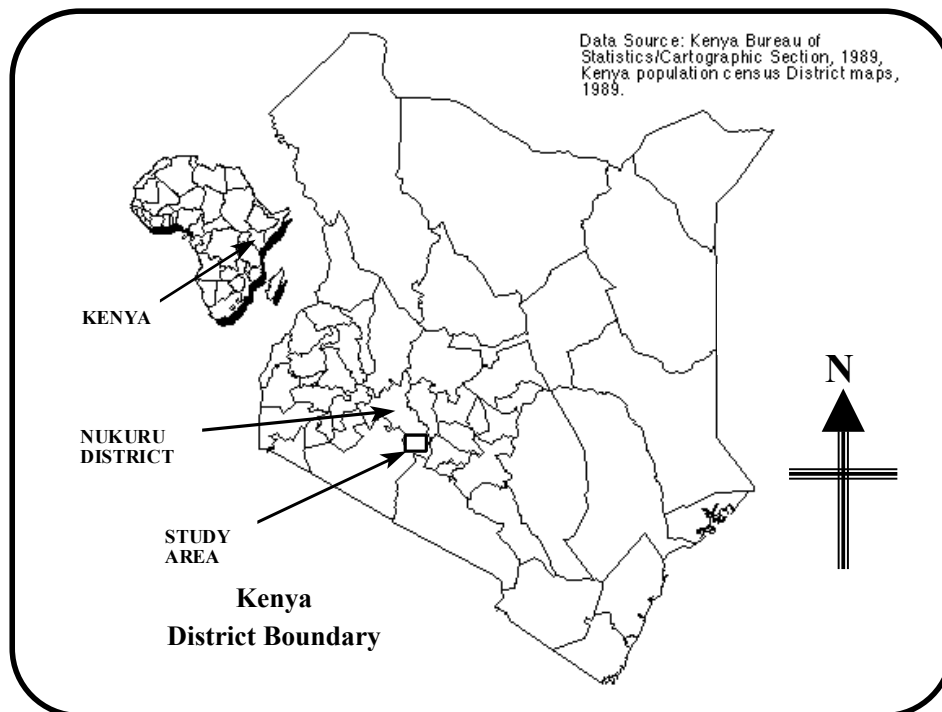 Data Source: Kenya Bureau of
Statistics/Cartographic Section, 1989,
Kenya population census District maps,
1989.
KENYA
N
NUKURU
DISTRICT
STUDY
AREA
Kenya
District Boundary